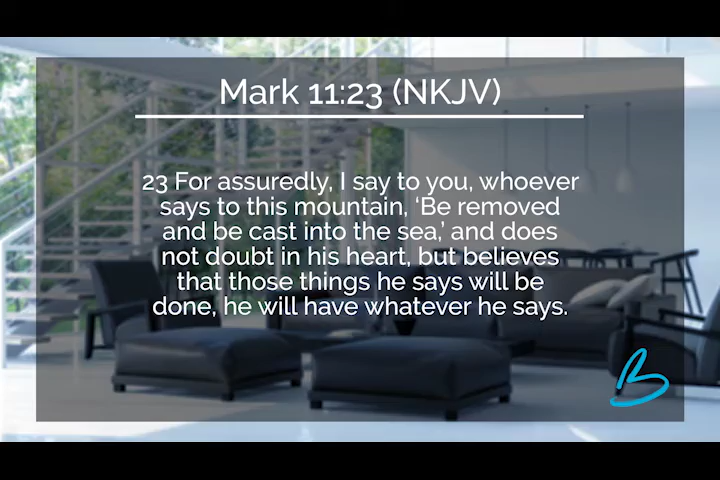 Mark 11:23 (NKJV)
23 For assuredly, I say to you, whoever
says to this mountain, ‘Be removed
and be cast into the sea,’ and does
not doubt in his heart, but believes
that those things he says will be
done, he will have whatever he says.
B